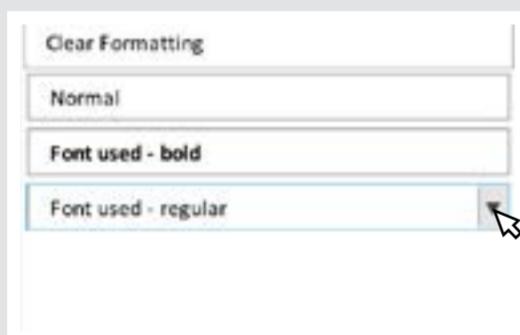 Clear Formatting
Normal
Font used - bold
Font used - regular